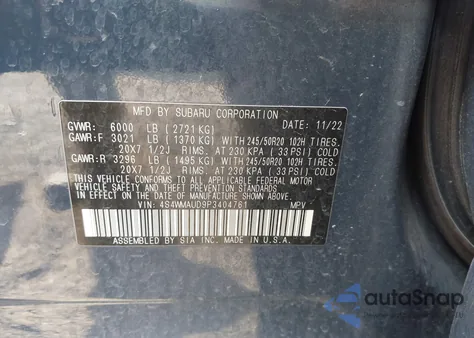 MFD BY SUBARU CORPORATION
GVWR: 6000 LB (2721 KG) DATE: 11/22
GAWR:F 3021 LB (1370 KG) WITH 245/50R20 102H TIRES
20X7 1/2J RIMS. AT 230 KPA (33 PSI) COLD
GAWR:R 3296 LB (1495 KG) WITH 245/50R20 102H TIRES
20X7 1/2J RIMS. AT 230 KPA (33 PSI) COLD
THIS VEHICLE CONFORMS TO ALL APPLICABLE FEDERAL MOTOR
VEHICLE SAFETY STANDARDS
IN EFFECT ON THE DATE OF MANUFACTURE SHOWN ABOVE.
VIN: 4S4WMAUD9P3404761 MPV
ASSEMBLED BY SIA INC. MADE IN U.S.A.
autoSnap